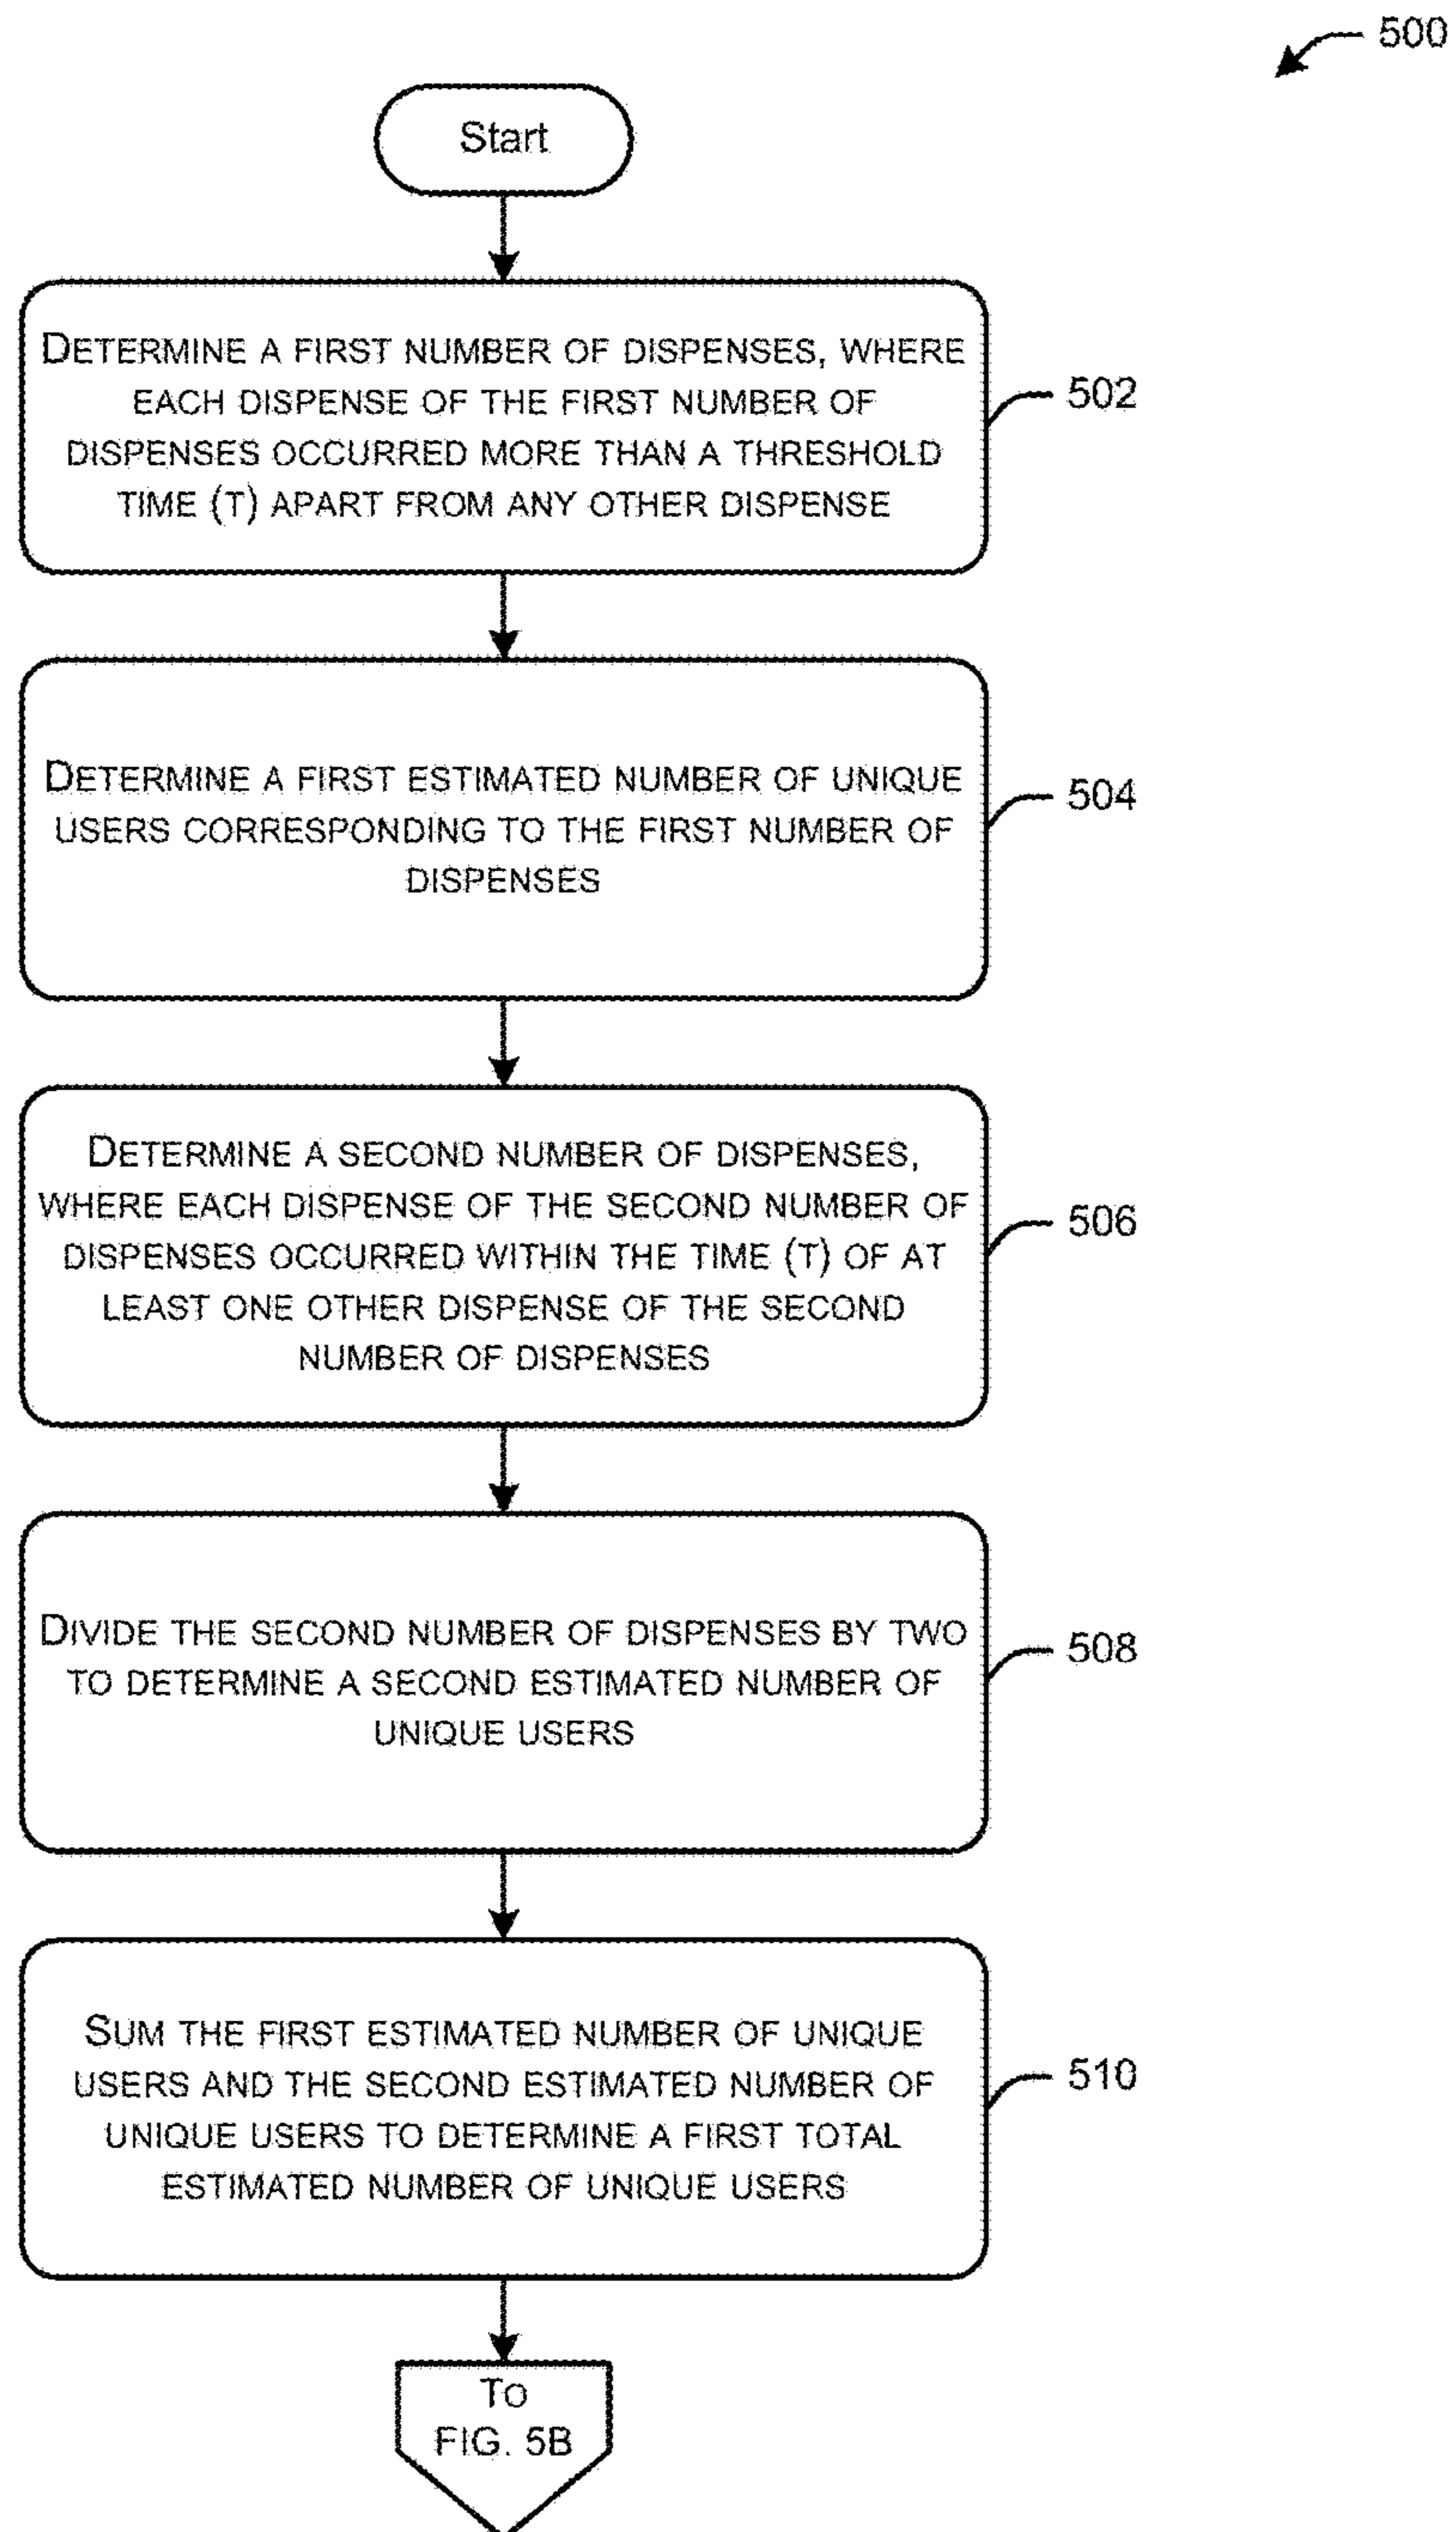 500
Start
DETERMINE A FIRST NUMBER OF DISPENSES, WHERE
EACH DISPENSE OF THE FIRST NUMBER OF
DISPENSES OCCURRED MORE THAN A THRESHOLD
TIME (T) APART FROM ANY OTHER DISPENSE
502
DETERMINE A FIRST ESTIMATED NUMBER OF UNIQUE
USERS CORRESPONDING TO THE FIRST NUMBER OF
DISPENSES
504
DETERMINE A SECOND NUMBER OF DISPENSES,
WHERE EACH DISPENSE OF THE SECOND NUMBER OF
DISPENSES OCCURRED WITHIN THE TIME (T) OF AT
LEAST ONE OTHER DISPENSE OF THE SECOND
NUMBER OF DISPENSES
506
DIVIDE THE SECOND NUMBER OF DISPENSES BY TWO
TO DETERMINE A SECOND ESTIMATED NUMBER OF
UNIQUE USERS
508
SUM THE FIRST ESTIMATED NUMBER OF UNIQUE
USERS AND THE SECOND ESTIMATED NUMBER OF
UNIQUE USERS TO DETERMINE A FIRST TOTAL
ESTIMATED NUMBER OF UNIQUE USERS
510
TO
FIG. 5B